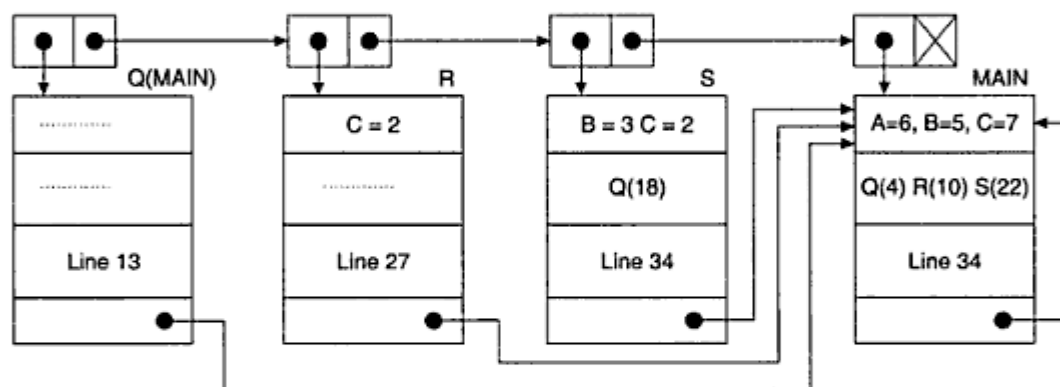 Q(MAIN) R S MAIN
C = 2 B = 3 C = 2 A=6, B=5, C=7
Q(18) Q(4) R(10) S(22)
Line 13 Line 27 Line 34 Line 34